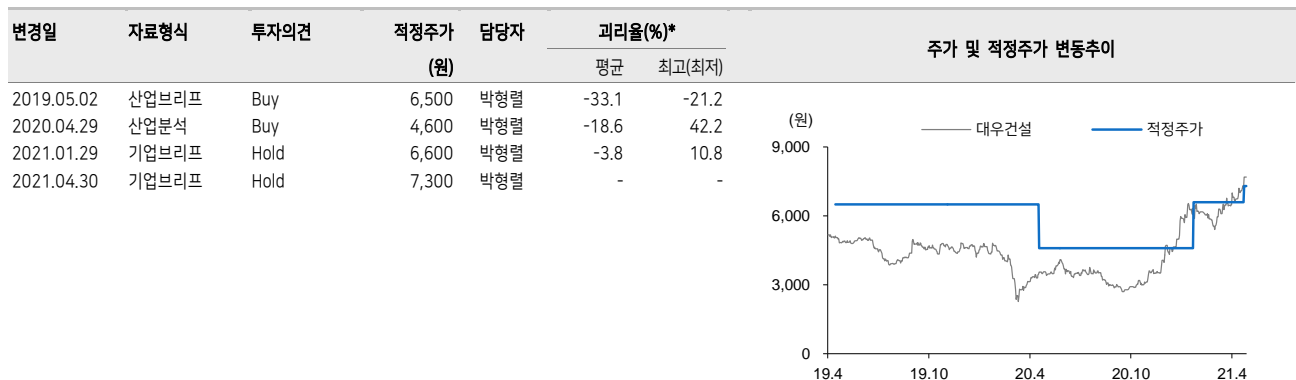 변경일 자료형식 투자의견 적정주가 담당자 괴리율(%)* 주가 및 적정주가 변동추이
(원) 평균 최고(최저)
2019.05.02 산업브리프 Buy 6,500 박형렬 -33.1 -21.2
2020.04.29 산업분석 Buy 4,600 박형렬 -18.6 42.2
2021.01.29 기업브리프 Hold 6,600 박형렬 -3.8 10.8
2021.04.30 기업브리프 Hold 7,300 박형렬 - -
(원) 대우건설 적정주가
9,000
6,000
3,000
0
19.4 19.10 20.4 20.10 21.4